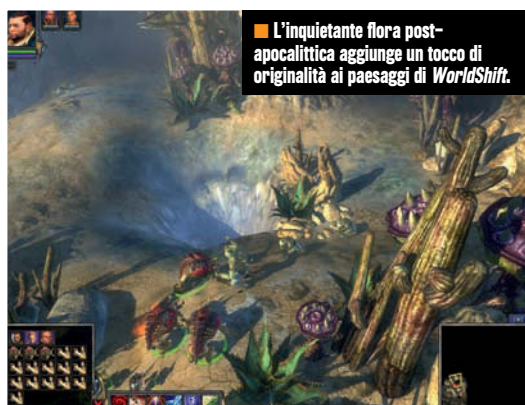 ■ L'inquietante flora post-
apocalittica aggiunge un tocco di
originalità ai paesaggi di WorldShift.